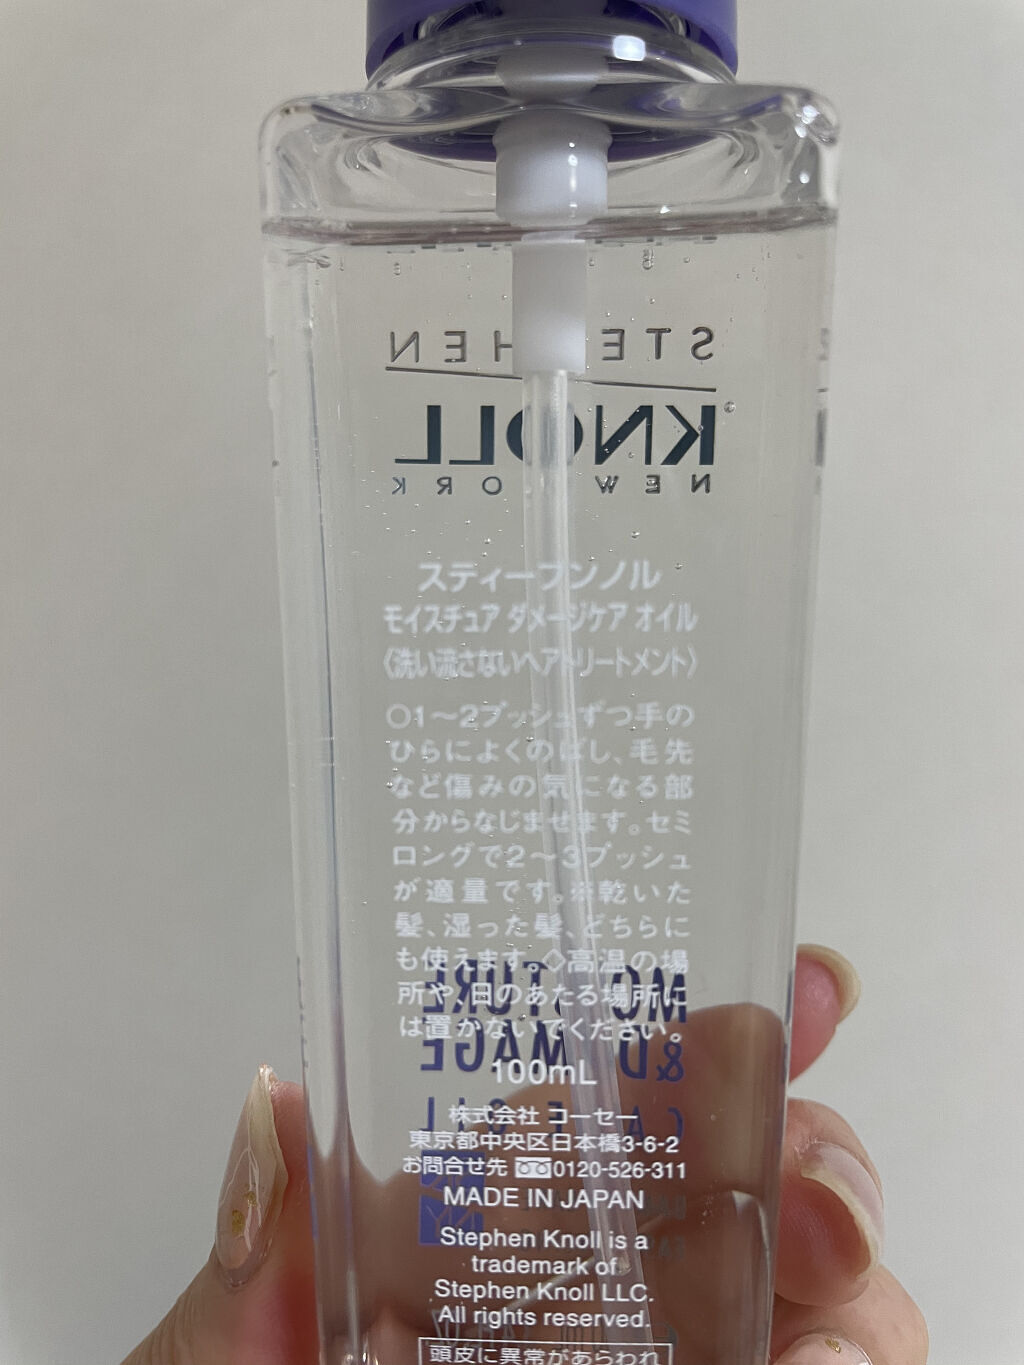 STEPHEN
KNOLL
NEW YORK
スティーブンノル
モイスチュア ダメージケア オイル
〈洗い流さないヘアトリートメント〉
○1〜2プッシュずつ手の
ひらによくのばし、毛先
など傷みの気になる部
分からなじませます。セミ
ロングで2〜3プッシュ
が適量です。※乾いた
髪、湿った髪、どちらに
も使えます。◇高温の場
所や、日のあたる場所に
は置かないでください。
MOISTURE
&DAMAGE
CARE OIL
100mL
株式会社 コーセー
東京都中央区日本橋3-6-2
お問合せ先 0120-526-311
MADE IN JAPAN
Stephen Knoll is a
trademark of
Stephen Knoll LLC.
All rights reserved.
頭皮に異常があらわれ